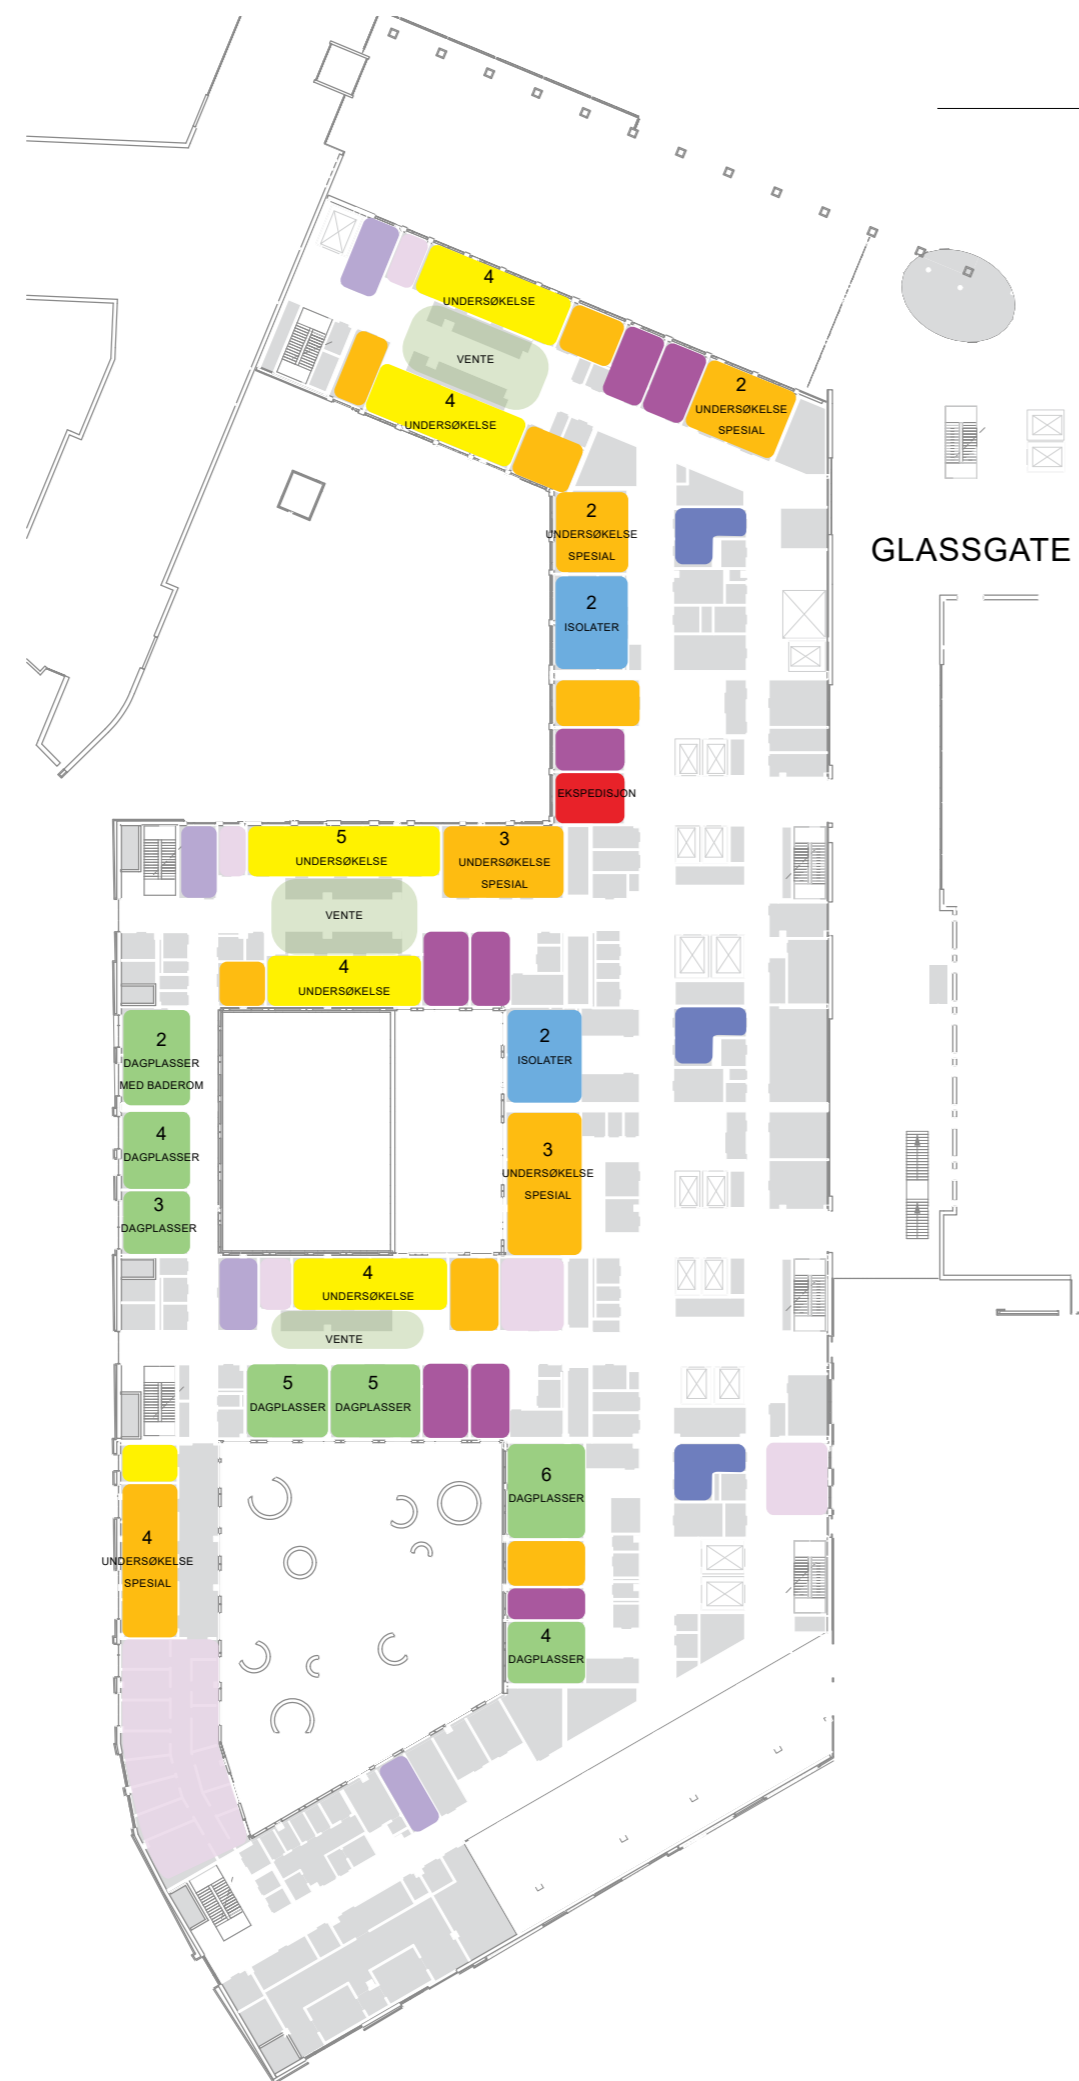 4
UNDERSØKELSE
VENTE
4
UNDERSØKELSE
2
UNDERSØKELSE
SPESIAL
2
UNDERSØKELSE
SPESIAL
GLASSGATE
2
ISOLATER
EKSPEDISJON
5
UNDERSØKELSE
3
UNDERSØKELSE
SPESIAL
VENTE
4
UNDERSØKELSE
2
DAGPLASSER
MED BADEROM
2
ISOLATER
4
DAGPLASSER
3
UNDERSØKELSE
SPESIAL
3
DAGPLASSER
4
UNDERSØKELSE
VENTE
5
DAGPLASSER
5
DAGPLASSER
6
DAGPLASSER
4
UNDERSØKELSE
SPESIAL
4
DAGPLASSER